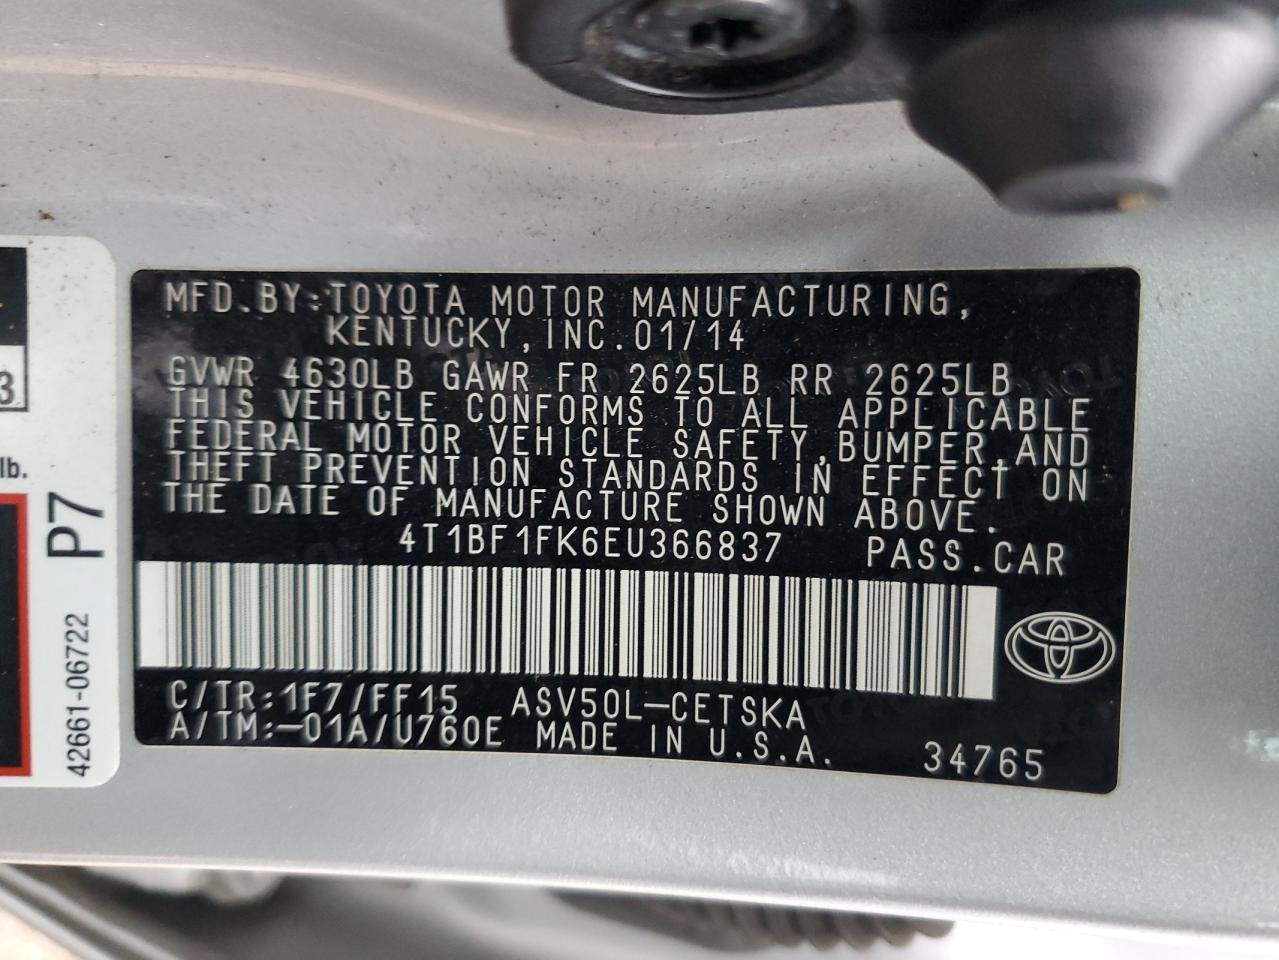 MFD.BY:TOYOTA MOTOR MANUFACTURING,
KENTUCKY,INC.01/14
GVWR 4630LB GAWR FR 2625LB RR 2625LB
THIS VEHICLE CONFORMS TO ALL APPLICABLE
FEDERAL MOTOR VEHICLE SAFETY,BUMPER,AND
THEFT PREVENTION STANDARDS IN EFFECT ON
THE DATE OF MANUFACTURE SHOWN ABOVE.
4T1BF1FK6EU366837 PASS.CAR
C/TR:1F7/FF15 ASV50L-CETSKA
A/TM:-01A/U760E MADE IN U.S.A.
34765
3
lb.
P7
42661-06722